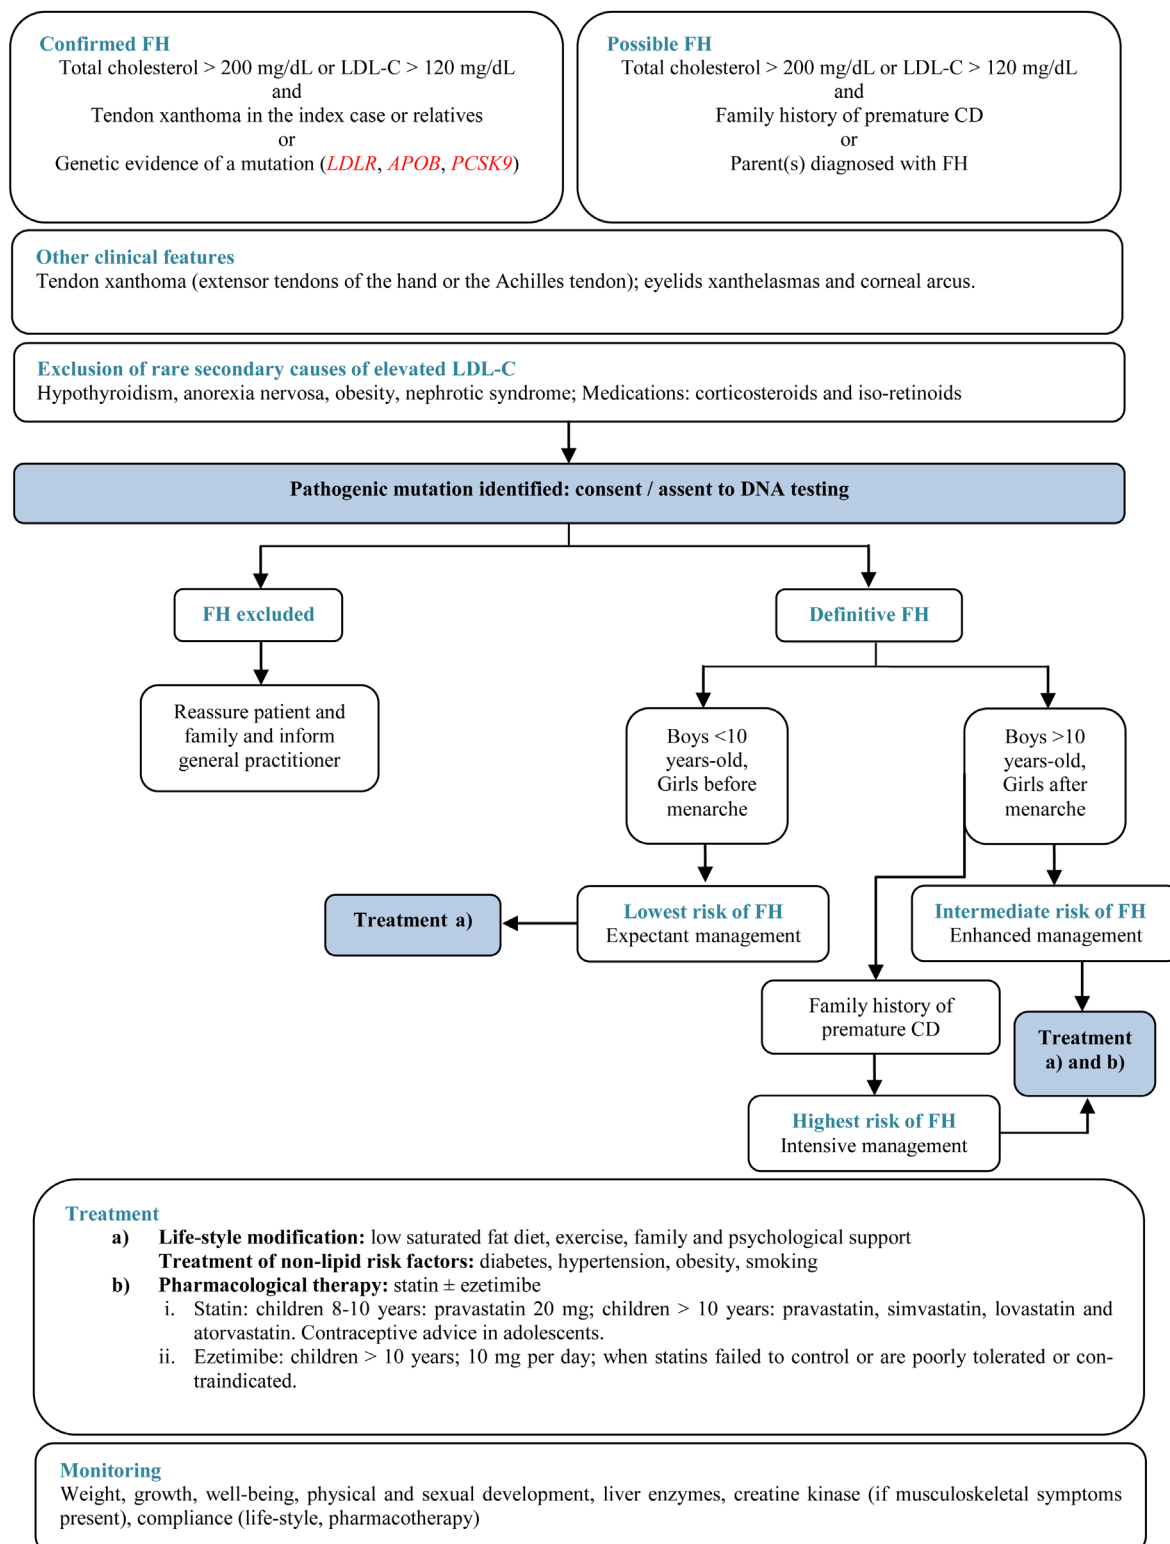 Confirmed FH
Total cholesterol > 200 mg/dL or LDL-C > 120 mg/dL
and
Tendon xanthoma in the index case or relatives
or
Genetic evidence of a mutation (LDLR, APOB, PCSK9)
Possible FH
Total cholesterol > 200 mg/dL or LDL-C > 120 mg/dL
and
Family history of premature CD
or
Parent(s) diagnosed with FH
Other clinical features
Tendon xanthoma (extensor tendons of the hand or the Achilles tendon); eyelids xanthelasmas and corneal arcus.
Exclusion of rare secondary causes of elevated LDL-C
Hypothyroidism, anorexia nervosa, obesity, nephrotic syndrome; Medications: corticosteroids and iso-retinoids
Pathogenic mutation identified: consent / assent to DNA testing
FH excluded
Definitive FH
Reassure patient and
family and inform
general practitioner
Boys <10
years-old,
Girls before
menarche
Boys >10
years-old,
Girls after
menarche
Treatment a)
Lowest risk of FH
Expectant management
Intermediate risk of FH
Enhanced management
Family history of
premature CD
Treatment
a) and b)
Highest risk of FH
Intensive management
Treatment
a) Life-style modification: low saturated fat diet, exercise, family and psychological support
Treatment of non-lipid risk factors: diabetes, hypertension, obesity, smoking
b) Pharmacological therapy: statin ± ezetimibe
i. Statin: children 8-10 years: pravastatin 20 mg; children > 10 years: pravastatin, simvastatin, lovastatin and
atorvastatin. Contraceptive advice in adolescents.
ii. Ezetimibe: children > 10 years; 10 mg per day; when statins failed to control or are poorly tolerated or con-
traindicated.
Monitoring
Weight, growth, well-being, physical and sexual development, liver enzymes, creatine kinase (if musculoskeletal symptoms
present), compliance (life-style, pharmacotherapy)